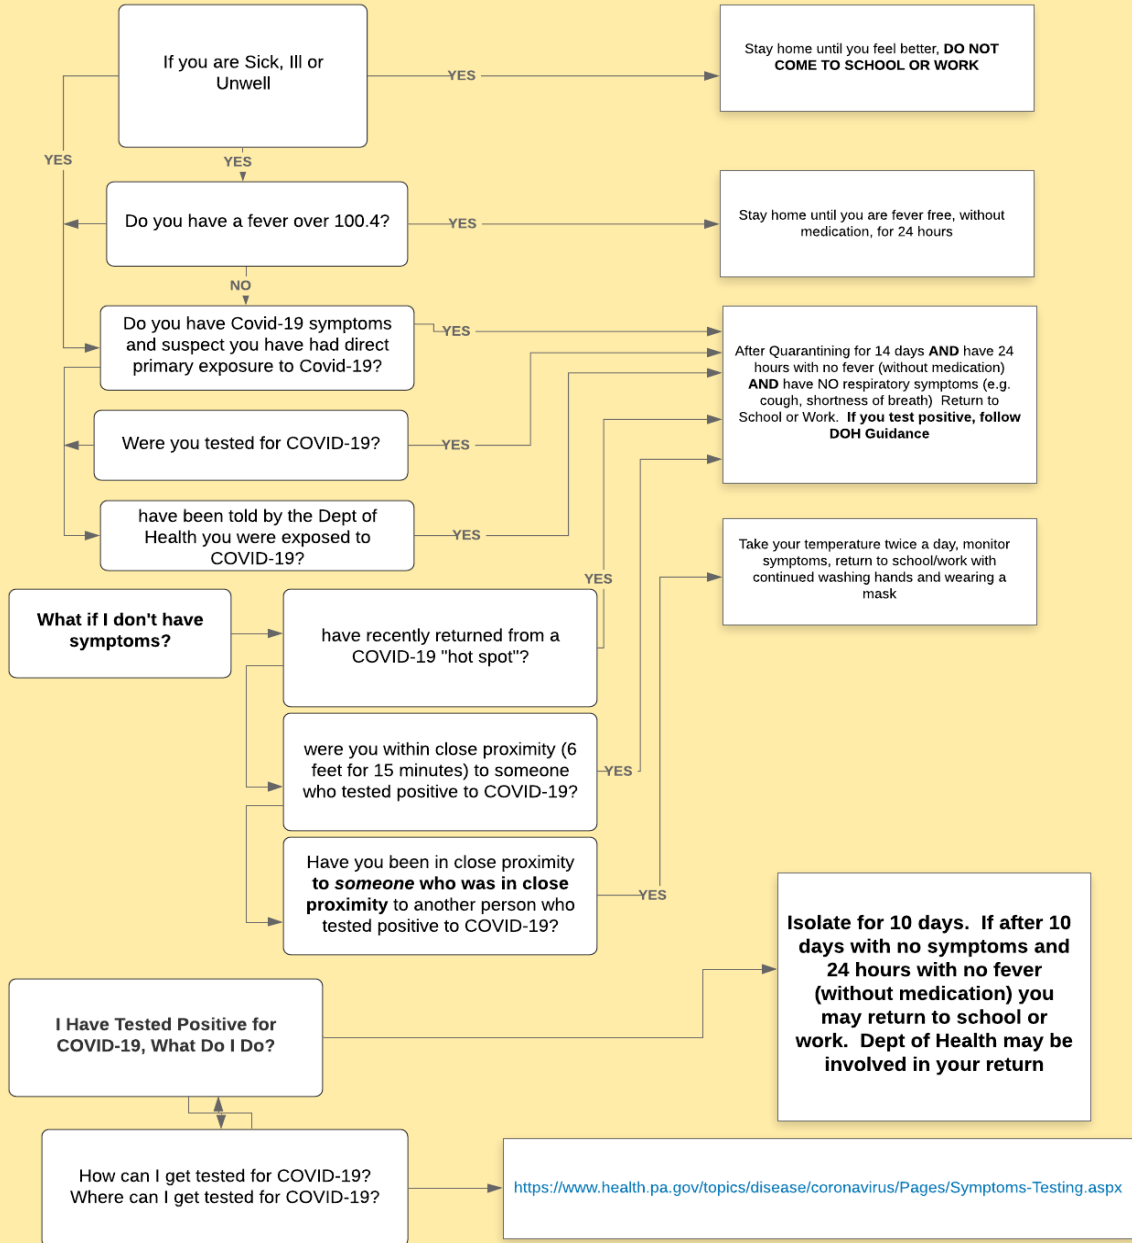 If you are Sick, Ill or
Unwell
YES
Stay home until you feel better, DO NOT
COME TO SCHOOL OR WORK
YES
YES
Do you have a fever over 100.4?
YES
Stay home until you are fever free, without
medication, for 24 hours
NO
Do you have Covid-19 symptoms
and suspect you have had direct
primary exposure to Covid-19?
YES
After Quarantining for 14 days AND have 24
hours with no fever (without medication)
AND have NO respiratory symptoms (e.g.
cough, shortness of breath) Return to
School or Work. If you test positive, follow
DOH Guidance
Were you tested for COVID-19?
YES
have been told by the Dept of
Health you were exposed to
COVID-19?
YES
Take your temperature twice a day, monitor
symptoms, return to school/work with
continued washing hands and wearing a
mask
What if I don't have
symptoms?
have recently returned from a
COVID-19 "hot spot"?
YES
were you within close proximity (6
feet for 15 minutes) to someone
who tested positive to COVID-19?
YES
Have you been in close proximity
to someone who was in close
proximity to another person who
tested positive to COVID-19?
YES
I Have Tested Positive for
COVID-19, What Do I Do?
Isolate for 10 days. If after 10
days with no symptoms and
24 hours with no fever
(without medication) you
may return to school or
work. Dept of Health may be
involved in your return
How can I get tested for COVID-19?
Where can I get tested for COVID-19?
https://www.health.pa.gov/topics/disease/coronavirus/Pages/Symptoms-Testing.aspx